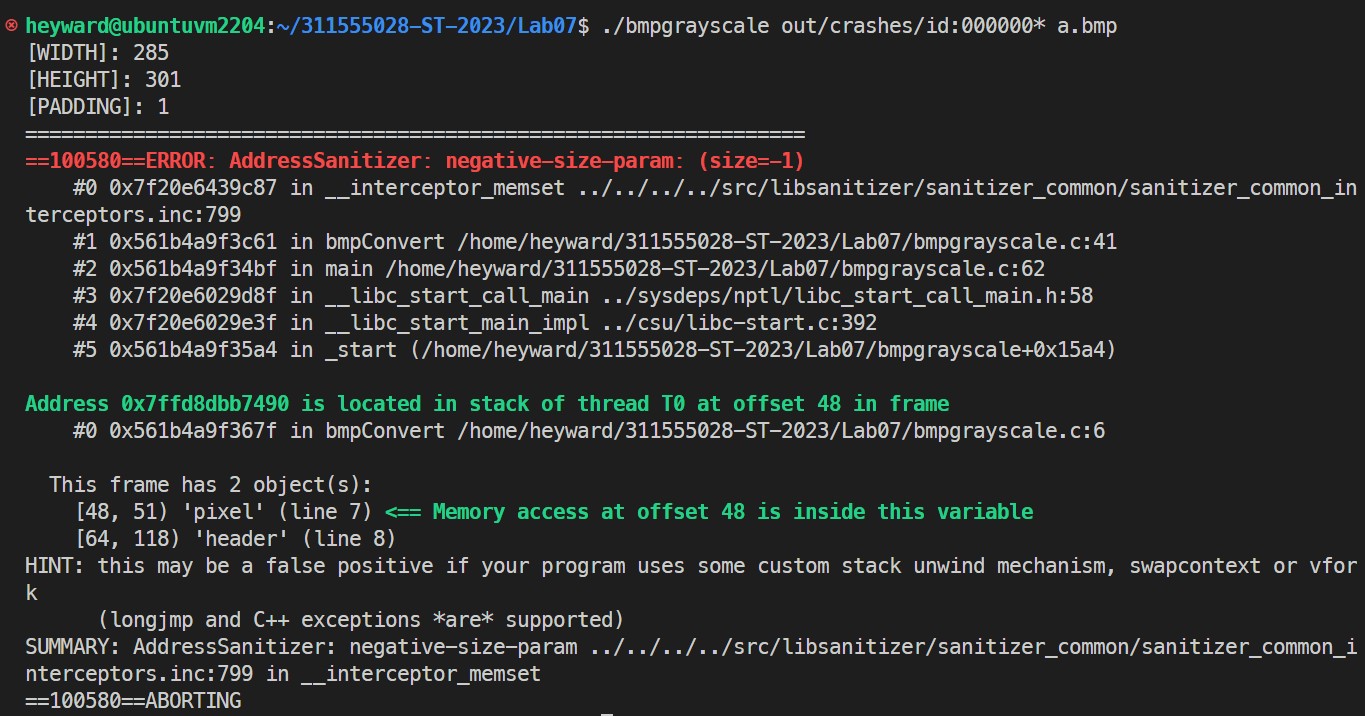 heyward@ubuntuvm2204:~/311555028-ST-2023/Lab07$ ./bmpgrayscale out/crashes/id:000000* a.bmp
[WIDTH]: 285
[HEIGHT]: 301
[PADDING]: 1
=================================================================
==100580==ERROR: AddressSanitizer: negative-size-param: (size=-1)
    #0 0x7f20e6439c87 in __interceptor_memset ../../../../src/libsanitizer/sanitizer_common/sanitizer_common_in
terceptors.inc:799
    #1 0x561b4a9f3c61 in bmpConvert /home/heyward/311555028-ST-2023/Lab07/bmpgrayscale.c:41
    #2 0x561b4a9f34bf in main /home/heyward/311555028-ST-2023/Lab07/bmpgrayscale.c:62
    #3 0x7f20e6029d8f in __libc_start_call_main ../sysdeps/nptl/libc_start_call_main.h:58
    #4 0x7f20e6029e3f in __libc_start_main_impl ../csu/libc-start.c:392
    #5 0x561b4a9f35a4 in _start (/home/heyward/311555028-ST-2023/Lab07/bmpgrayscale+0x15a4)

Address 0x7ffd8dbb7490 is located in stack of thread T0 at offset 48 in frame
    #0 0x561b4a9f367f in bmpConvert /home/heyward/311555028-ST-2023/Lab07/bmpgrayscale.c:6

  This frame has 2 object(s):
    [48, 51) 'pixel' (line 7) <== Memory access at offset 48 is inside this variable
    [64, 118) 'header' (line 8)
HINT: this may be a false positive if your program uses some custom stack unwind mechanism, swapcontext or vfor
k
      (longjmp and C++ exceptions *are* supported)
SUMMARY: AddressSanitizer: negative-size-param ../../../../src/libsanitizer/sanitizer_common/sanitizer_common_i
nterceptors.inc:799 in __interceptor_memset
==100580==ABORTING